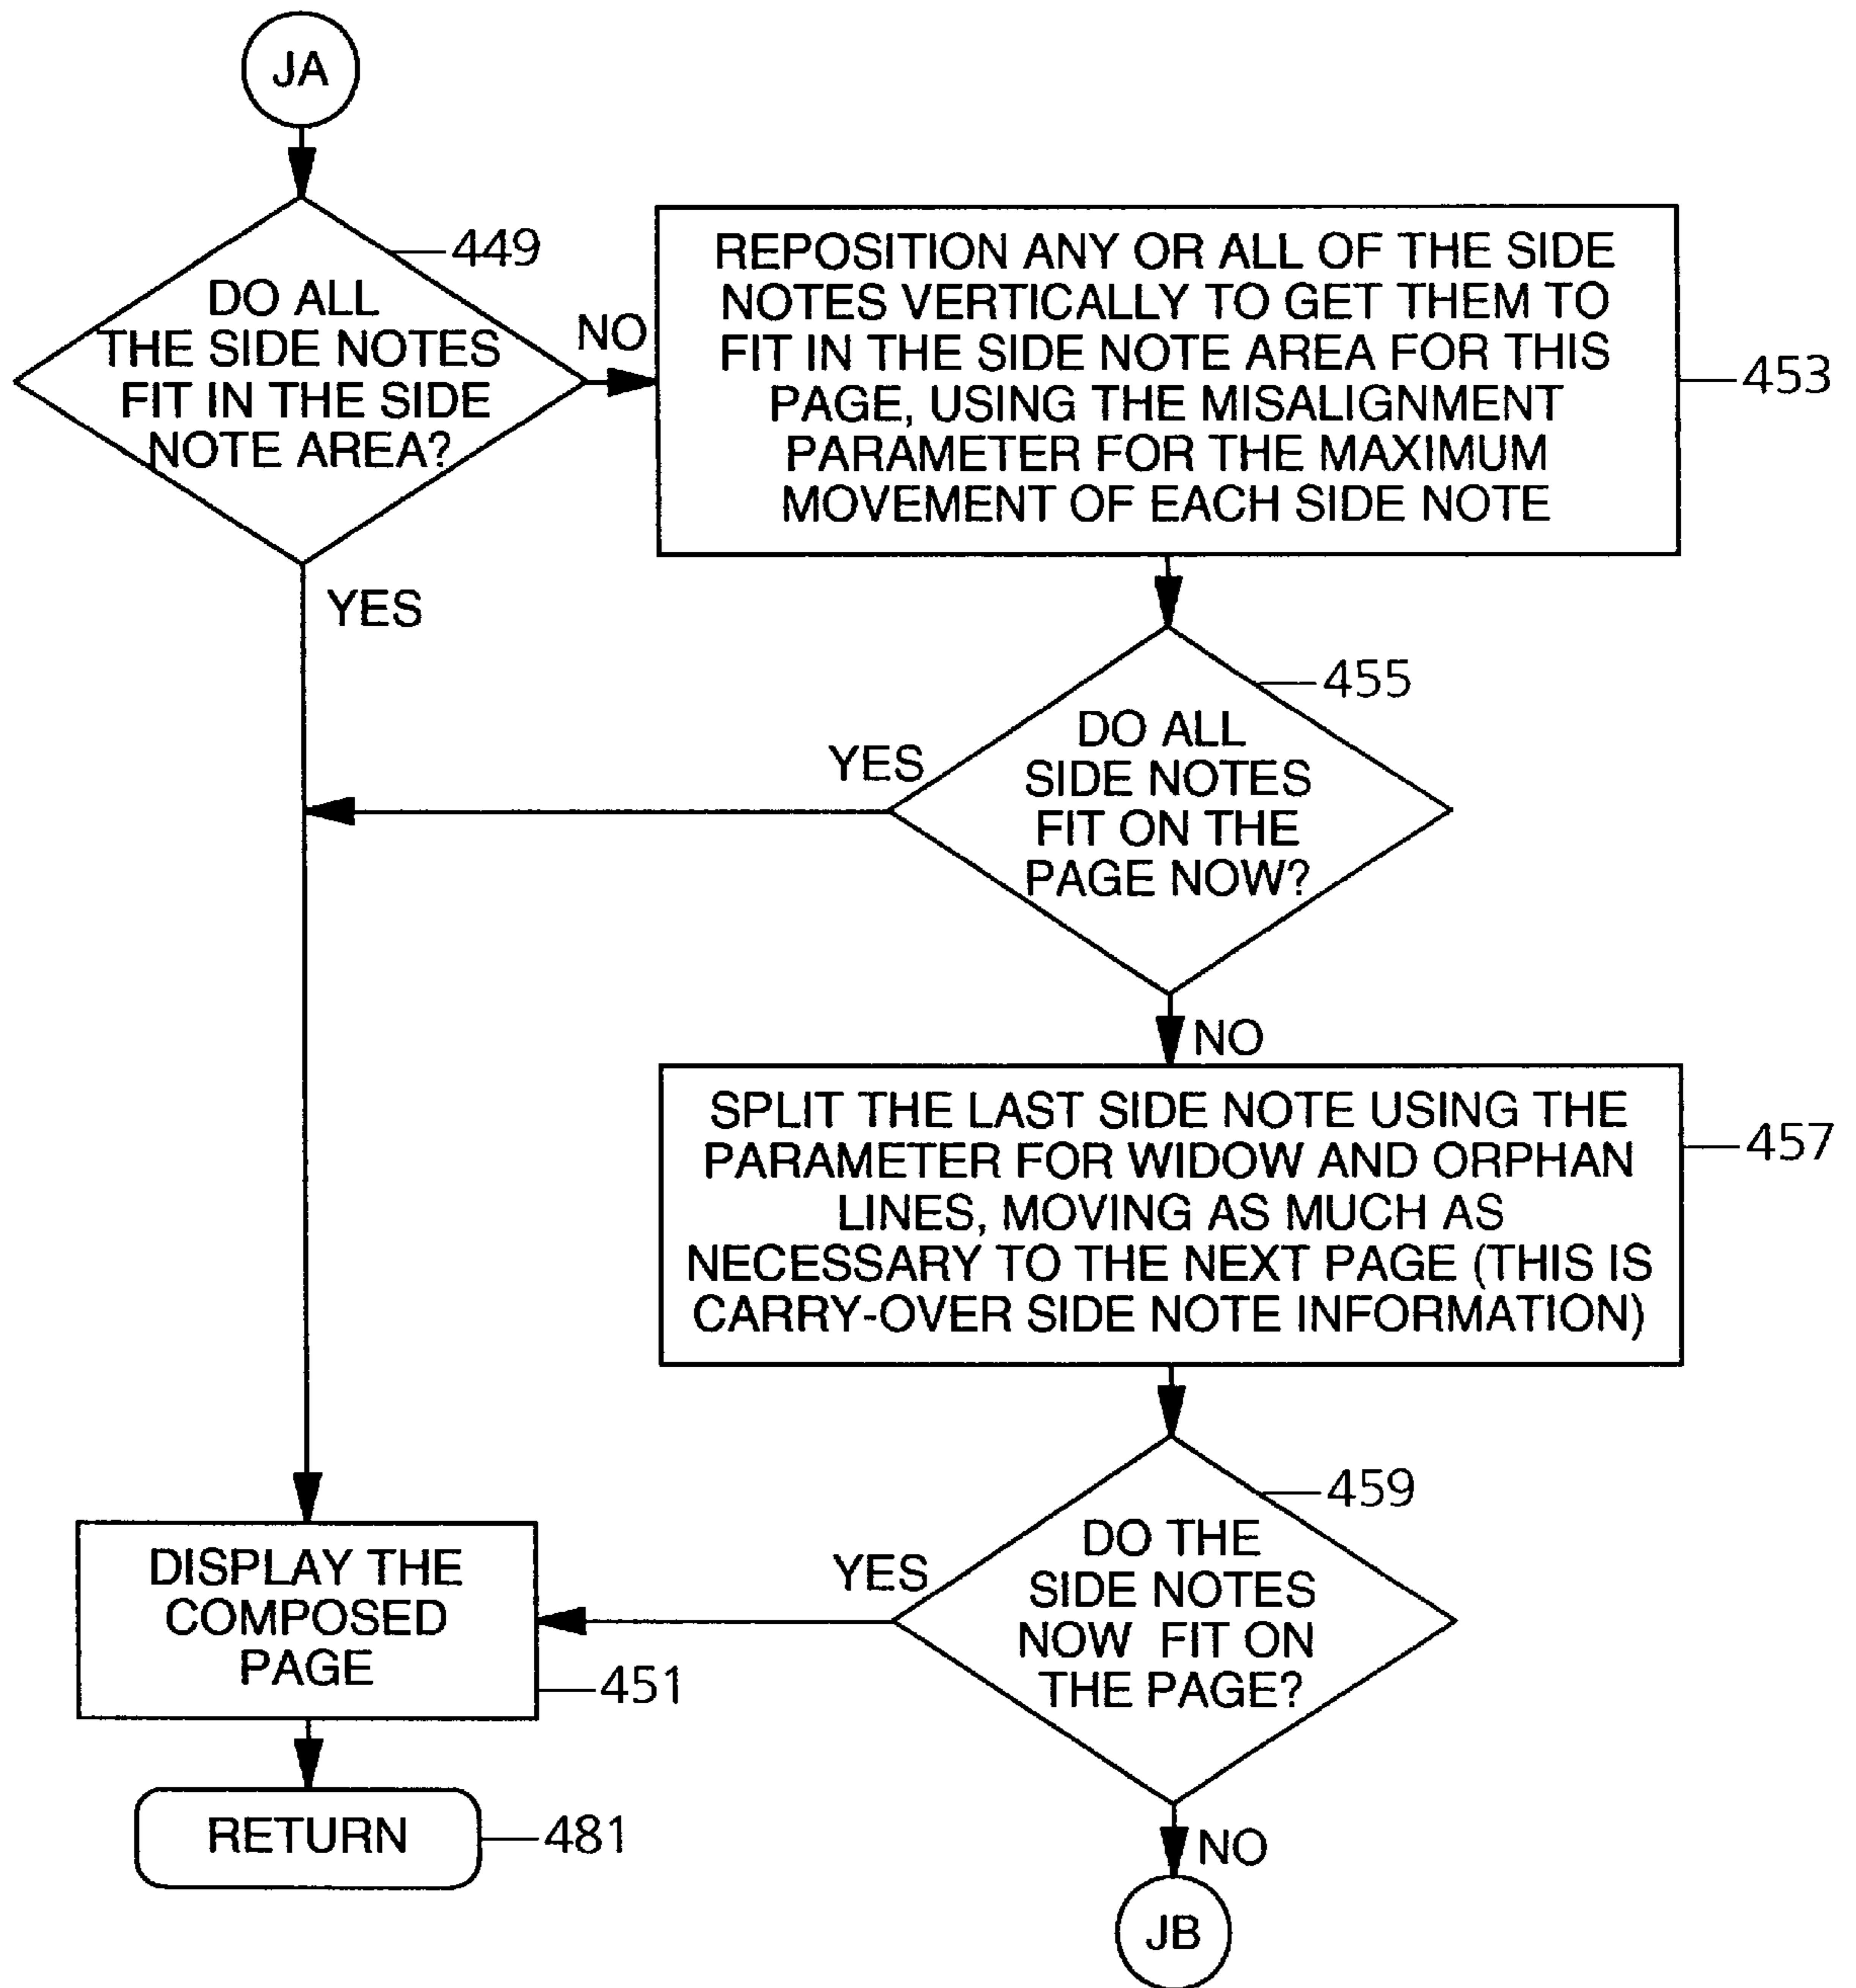 JA
449
DO ALL
THE SIDE NOTES
FIT IN THE SIDE
NOTE AREA?
NO
YES
REPOSITION ANY OR ALL OF THE SIDE
NOTES VERTICALLY TO GET THEM TO
FIT IN THE SIDE NOTE AREA FOR THIS
PAGE, USING THE MISALIGNMENT
PARAMETER FOR THE MAXIMUM
MOVEMENT OF EACH SIDE NOTE
453
455
DO ALL
SIDE NOTES
FIT ON THE
PAGE NOW?
YES
NO
SPLIT THE LAST SIDE NOTE USING THE
PARAMETER FOR WIDOW AND ORPHAN
LINES, MOVING AS MUCH AS
NECESSARY TO THE NEXT PAGE (THIS IS
CARRY-OVER SIDE NOTE INFORMATION)
457
459
DO THE
SIDE NOTES
NOW FIT ON
THE PAGE?
YES
NO
DISPLAY THE
COMPOSED
PAGE
451
RETURN
481
JB